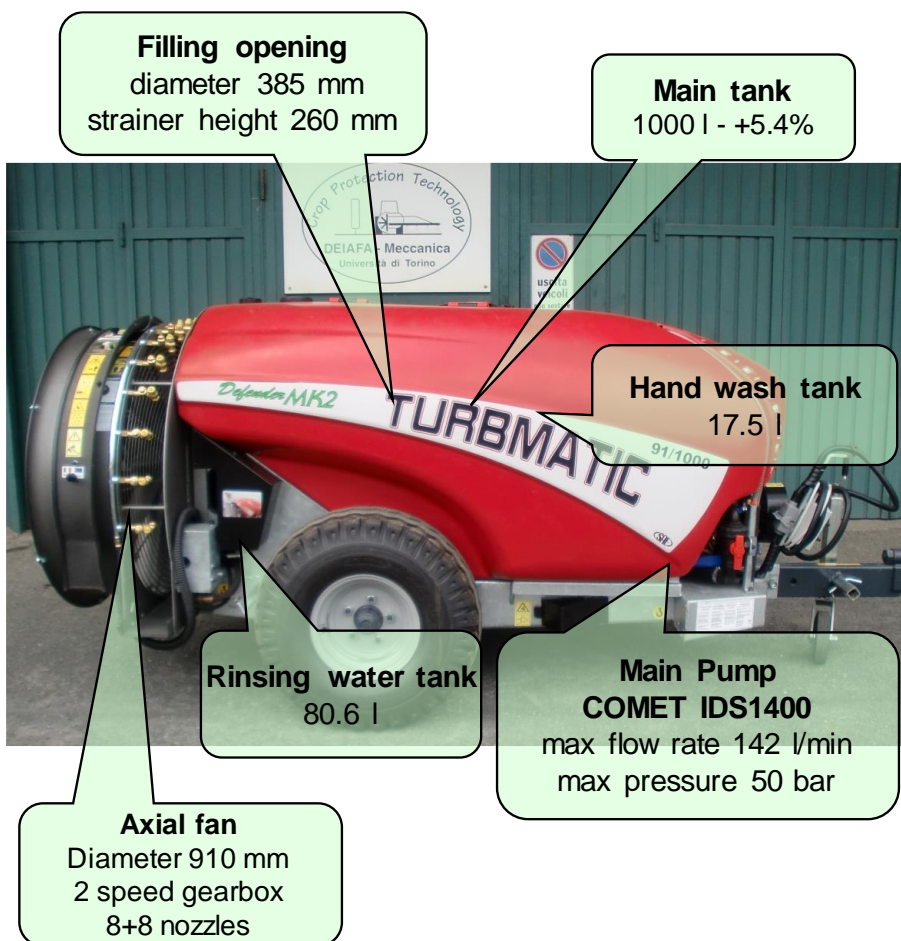 Filling opening
diameter 385 mm
strainer height 260 mm
Main tank
1000 l - +5.4%
Crop Protection Technology
DEIAFA - Meccanica
Università di Torino
uscita
veicoli
Defender MK2
TURBMATIC
91/1000
Hand wash tank
17.5 l
Rinsing water tank
80.6 l
Main Pump
COMET IDS1400
max flow rate 142 l/min
max pressure 50 bar
Axial fan
Diameter 910 mm
2 speed gearbox
8+8 nozzles